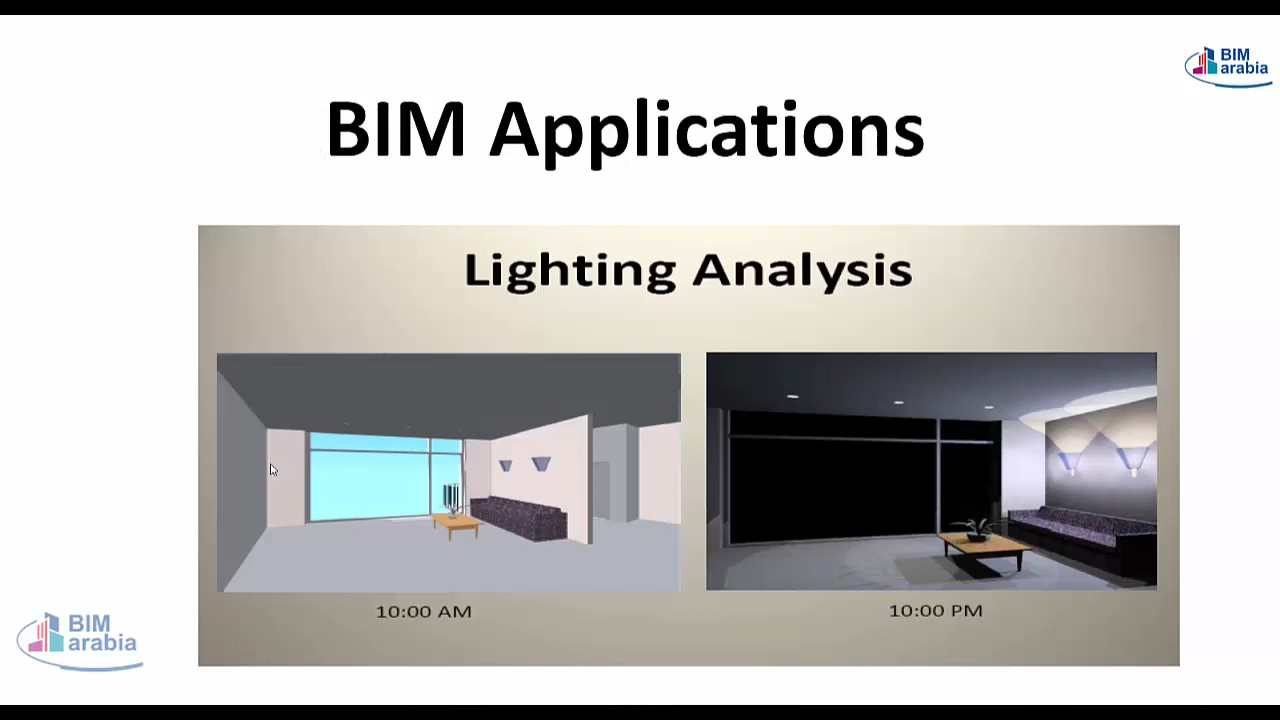 BIM
arabia
BIM Applications
Lighting Analysis
10:00 AM
10:00 PM
BIM
arabia